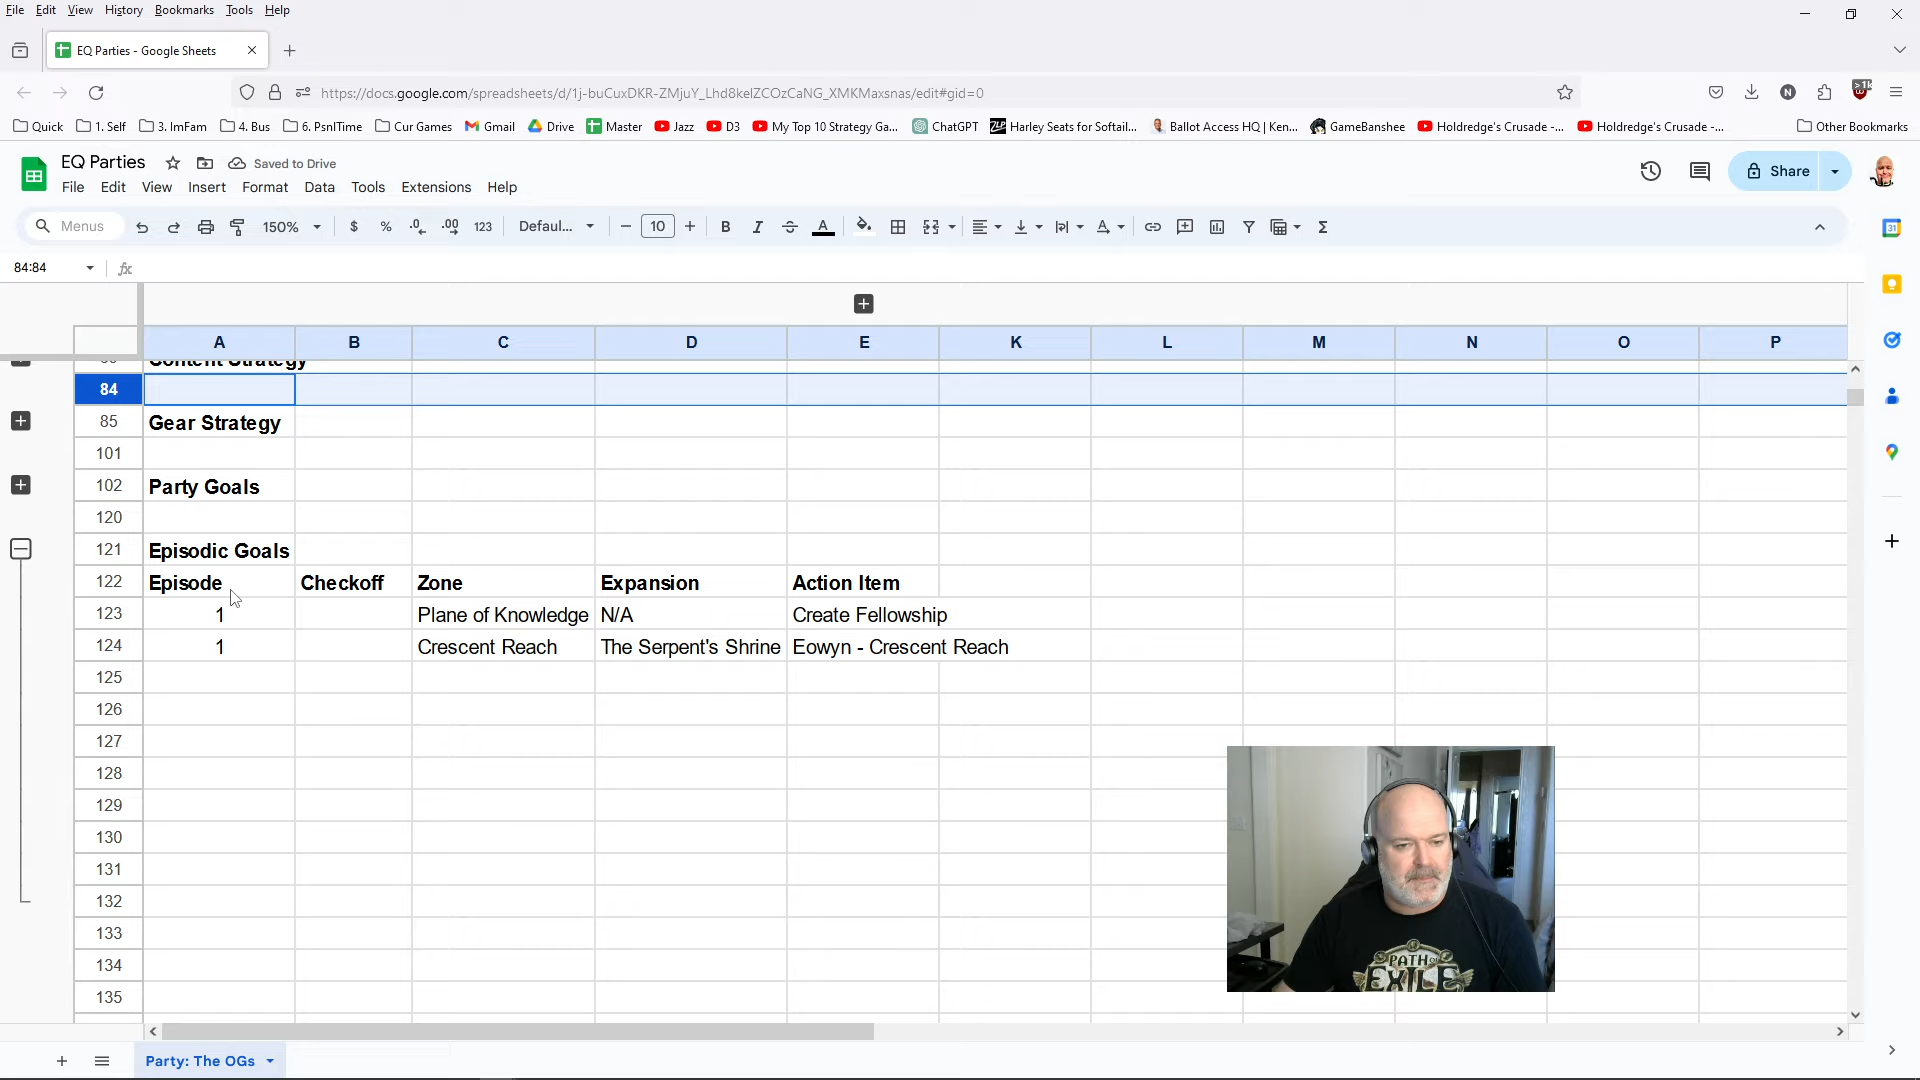 File Edit View History Bookmarks Tools Help
EQ Parties - Google Sheets
https://docs.google.com/spreadsheets/d/1j-buCuxDKR-ZMjuY_Lhd8kelZCOzCaNG_XMKMaxsnas/edit#gid=0
Quick 1. Self 3. ImFam 4. Bus 6. PsnlTime Cur Games Gmail Drive Master Jazz D3 My Top 10 Strategy Ga... ChatGPT Harley Seats for Softail... Ballot Access HQ | Ken... GameBanshee Holdredge's Crusade -... Holdredge's Crusade -... Other Bookmarks
EQ Parties Saved to Drive
File Edit View Insert Format Data Tools Extensions Help
Share
Menus 150% $ % .0 .00 123 Defaul... 10 B I A
84:84 fx
A B C D E K L M N O P
Content Strategy
84
85 Gear Strategy
101
102 Party Goals
120
121 Episodic Goals
122 Episode Checkoff Zone Expansion Action Item
123 1 Plane of Knowledge N/A Create Fellowship
124 1 Crescent Reach The Serpent's Shrine Eowyn - Crescent Reach
125
126
127
128
129
130
131
132
133
134
135
PATH OF
EXILE
Party: The OGs